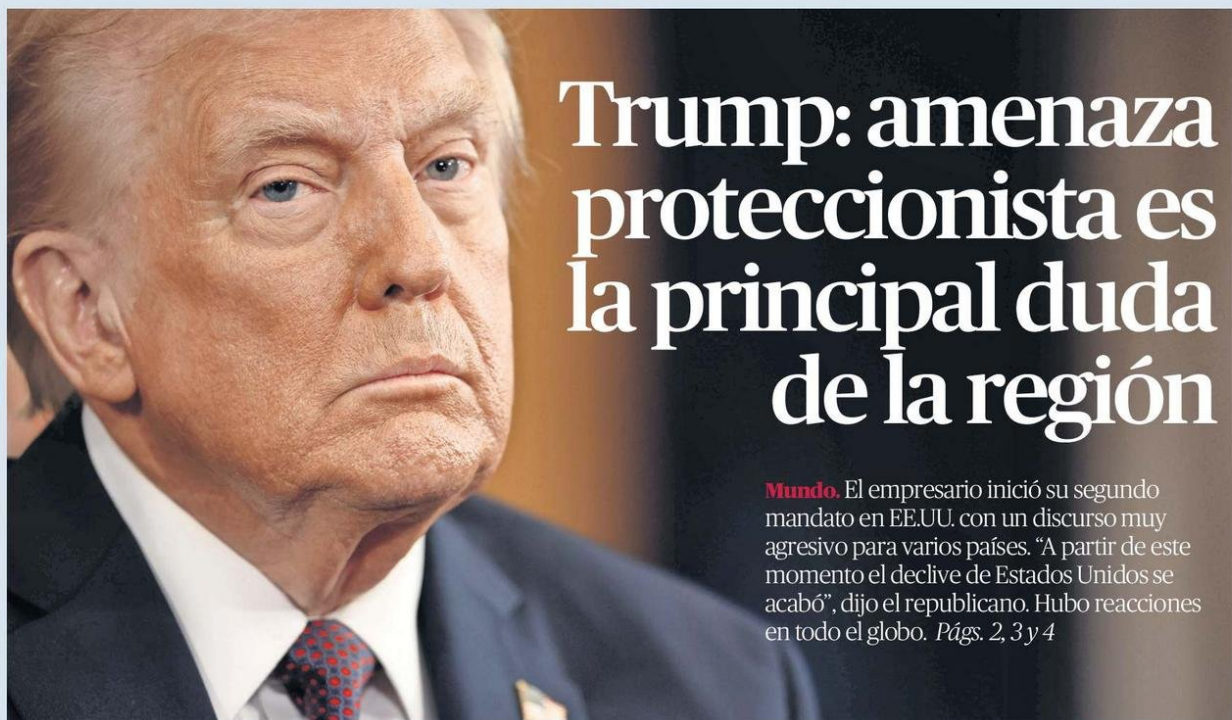 Trump: amenaza
proteccionista es
la principal duda
de la región
Mundo. El empresario inició su segundo
mandato en EE.UU. con un discurso muy
agresivo para varios países. “A partir de este
momento el declive de Estados Unidos se
acabó”, dijo el republicano. Hubo reacciones
en todo el globo. Págs. 2, 3 y 4